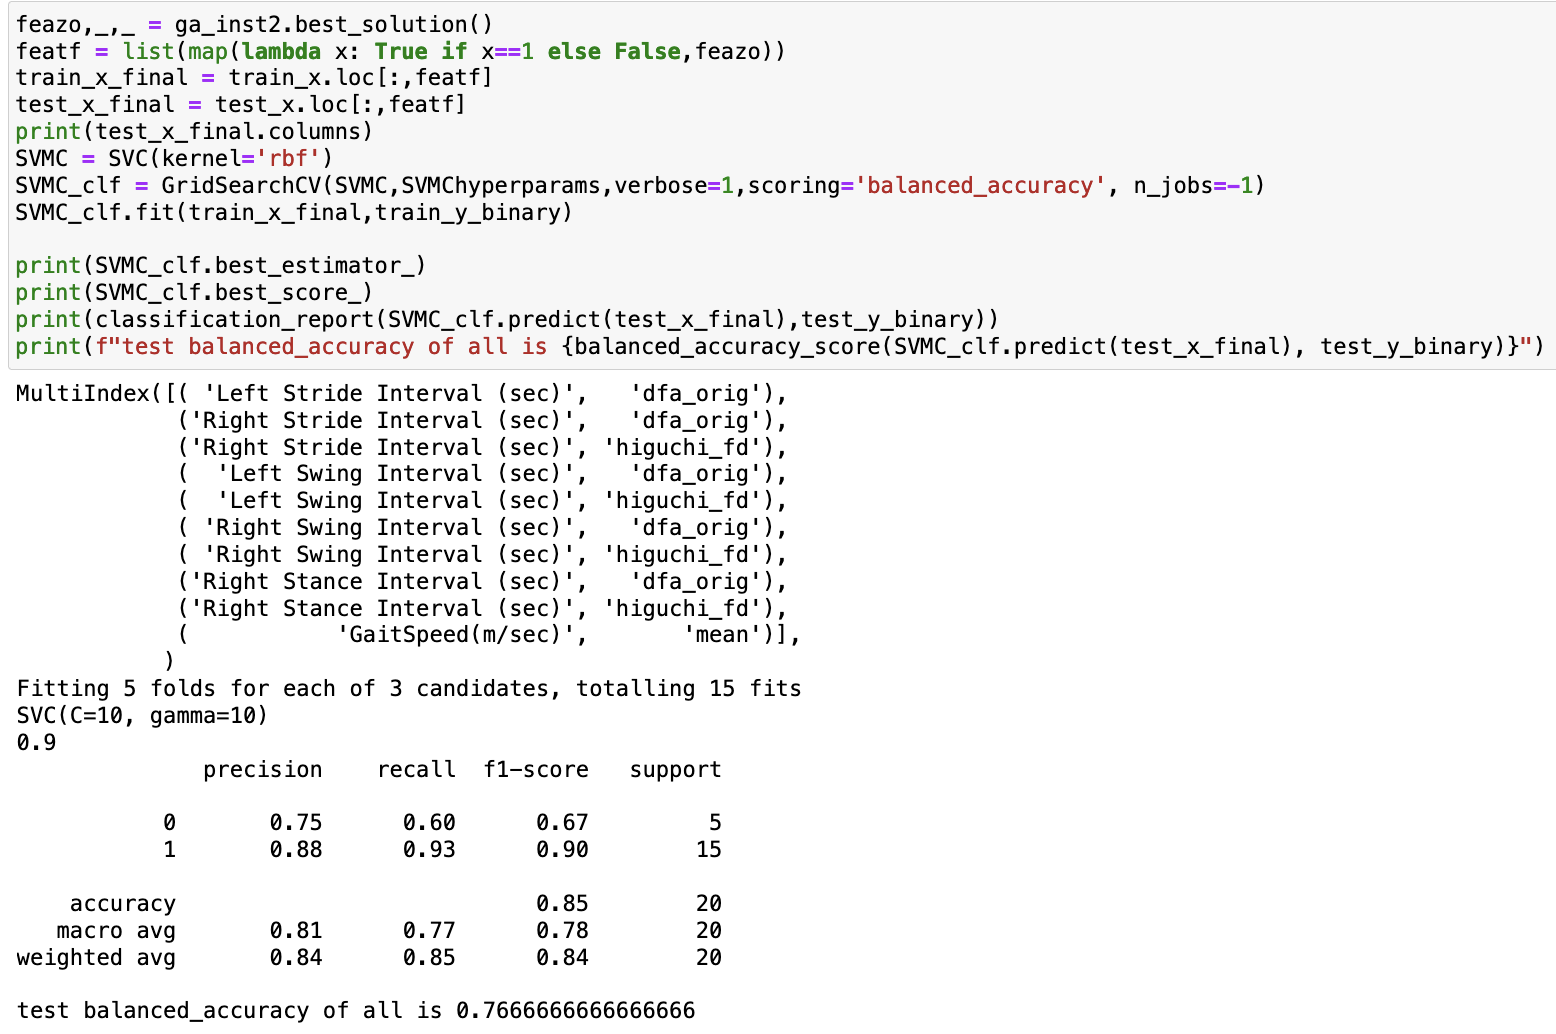 feazo,_,_ = ga_inst2.best_solution()
featf = list(map(lambda x: True if x==1 else False,feazo))
train_x_final = train_x.loc[:,featf]
test_x_final = test_x.loc[:,featf]
print(test_x_final.columns)
SVMC = SVC(kernel='rbf')
SVMC_clf = GridSearchCV(SVMC,SVMChyperparams,verbose=1,scoring='balanced_accuracy', n_jobs=-1)
SVMC_clf.fit(train_x_final,train_y_binary)

print(SVMC_clf.best_estimator_)
print(SVMC_clf.best_score_)
print(classification_report(SVMC_clf.predict(test_x_final),test_y_binary))
print(f"test balanced_accuracy of all is {balanced_accuracy_score(SVMC_clf.predict(test_x_final), test_y_binary)}")
MultiIndex([( 'Left Stride Interval (sec)',   'dfa_orig'),
            ('Right Stride Interval (sec)',   'dfa_orig'),
            ('Right Stride Interval (sec)', 'higuchi_fd'),
            (  'Left Swing Interval (sec)',   'dfa_orig'),
            (  'Left Swing Interval (sec)', 'higuchi_fd'),
            ( 'Right Swing Interval (sec)',   'dfa_orig'),
            ( 'Right Swing Interval (sec)', 'higuchi_fd'),
            ('Right Stance Interval (sec)',   'dfa_orig'),
            ('Right Stance Interval (sec)', 'higuchi_fd'),
            (           'GaitSpeed(m/sec)',       'mean')],
           )
Fitting 5 folds for each of 3 candidates, totalling 15 fits
SVC(C=10, gamma=10)
0.9
              precision    recall  f1-score   support

           0       0.75      0.60      0.67         5
           1       0.88      0.93      0.90        15

    accuracy                           0.85        20
   macro avg       0.81      0.77      0.78        20
weighted avg       0.84      0.85      0.84        20

test balanced_accuracy of all is 0.7666666666666666